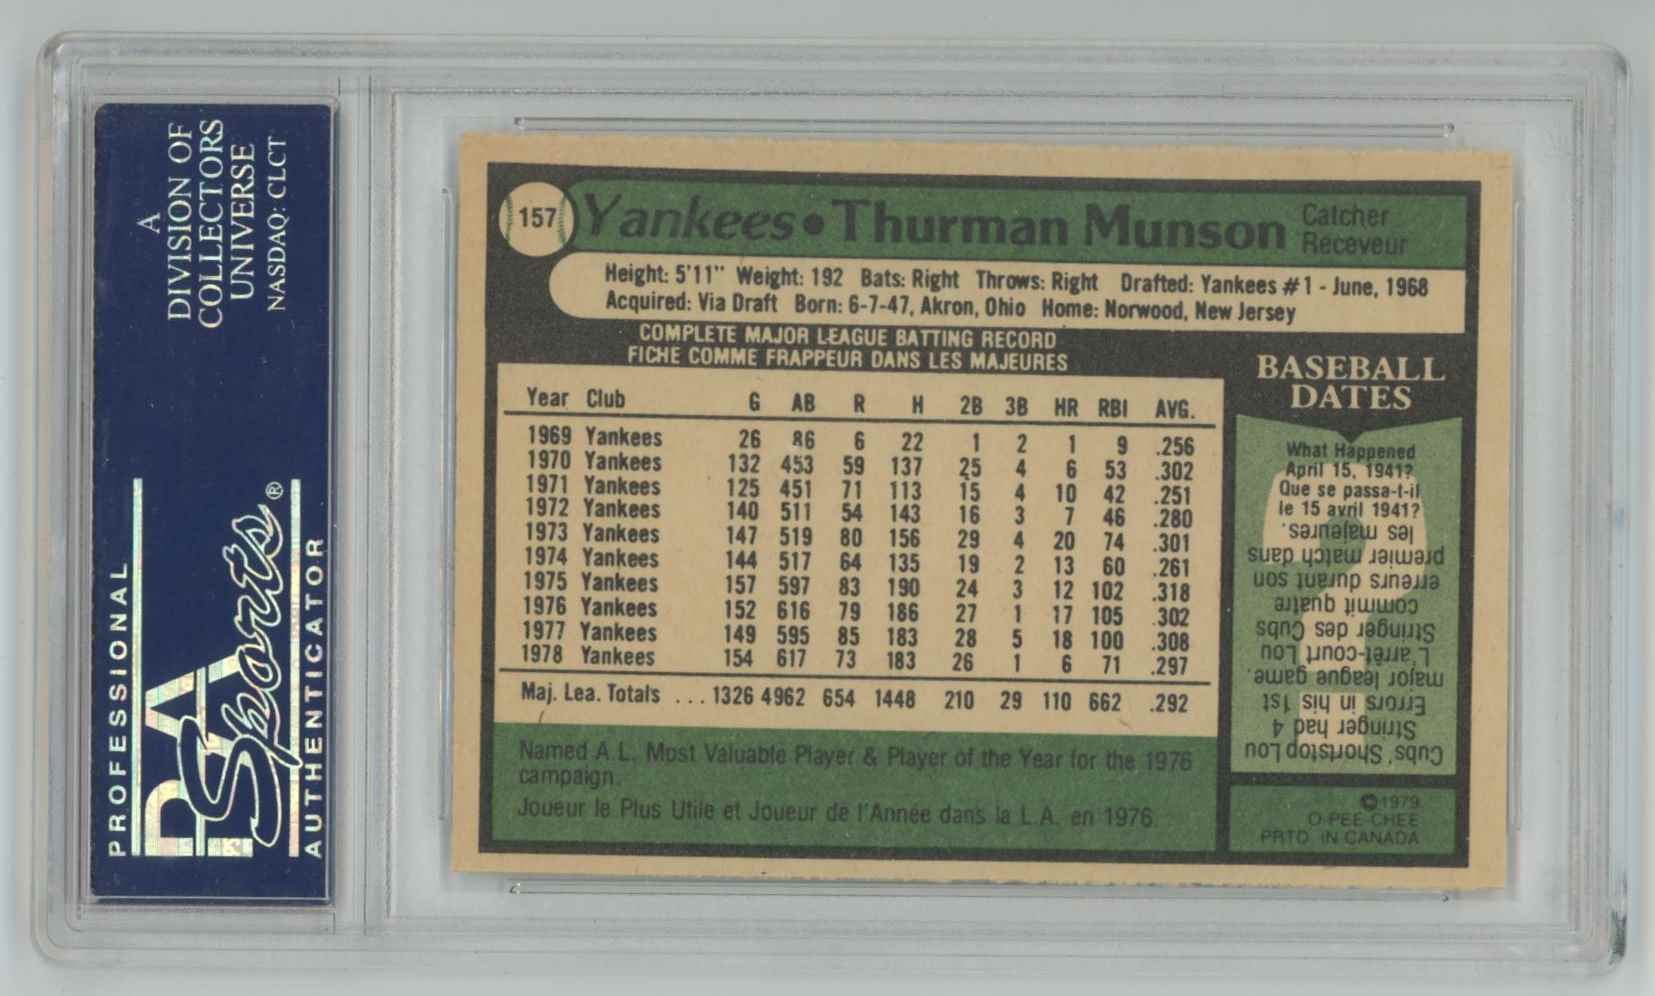 A
DIVISION OF
COLLECTORS
UNIVERSE
NASDAQ: CLCT
PROFESSIONAL
PSA
Sports®
AUTHENTICATOR
157 Yankees • Thurman Munson Catcher
Receveur
Height: 5'11" Weight: 192 Bats: Right Throws: Right Drafted: Yankees #1 - June, 1968
Acquired: Via Draft Born: 6-7-47, Akron, Ohio Home: Norwood, New Jersey
COMPLETE MAJOR LEAGUE BATTING RECORD
FICHE COMME FRAPPEUR DANS LES MAJEURES
Year Club G AB R H 2B 3B HR RBI AVG.
1969 Yankees 26 86 6 22 1 2 1 9 .256
1970 Yankees 132 453 59 137 25 4 6 53 .302
1971 Yankees 125 451 71 113 15 4 10 42 .251
1972 Yankees 140 511 54 143 16 3 7 46 .280
1973 Yankees 147 519 80 156 29 4 20 74 .301
1974 Yankees 144 517 64 135 19 2 13 60 .261
1975 Yankees 157 597 83 190 24 3 12 102 .318
1976 Yankees 152 616 79 186 27 1 17 105 .302
1977 Yankees 149 595 85 183 28 5 18 100 .308
1978 Yankees 154 617 73 183 26 1 6 71 .297
Maj. Lea. Totals ... 1326 4962 654 1448 210 29 110 662 .292
Named A.L. Most Valuable Player & Player of the Year for the 1976
campaign.
Joueur le Plus Utile et Joueur de l'Année dans la L.A. en 1976.
BASEBALL
DATES
What Happened
April 15, 1941?
Que se passa-t-il
le 15 avril 1941?
Cubs' Shortstop Lou
Stringer had 4
Errors in his 1st
major league game.
L'arrêt-court Lou
Stringer des Cubs
commit quatre
erreurs durant son
premier match dans
les majeures.
©1979
O-PEE-CHEE
PRTD. IN CANADA